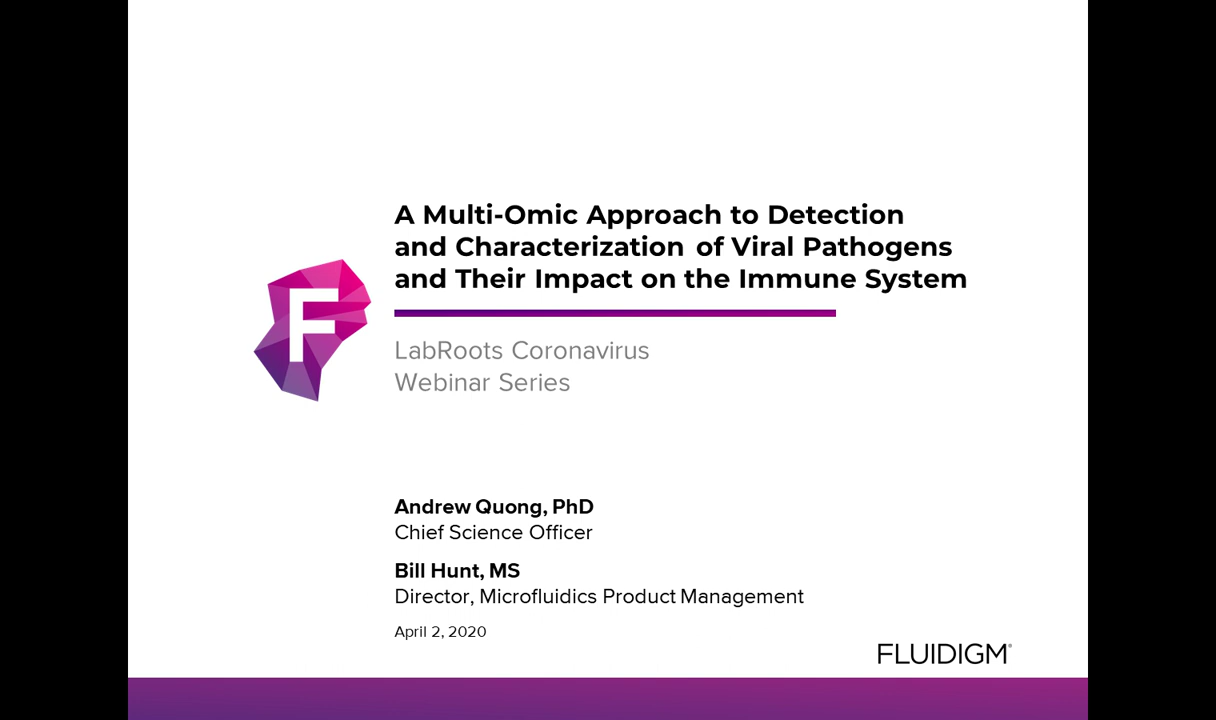 F
A Multi-Omic Approach to Detection
and Characterization of Viral Pathogens
and Their Impact on the Immune System
LabRoots Coronavirus
Webinar Series
Andrew Quong, PhD
Chief Science Officer
Bill Hunt, MS
Director, Microfluidics Product Management
April 2, 2020
FLUIDIGM®